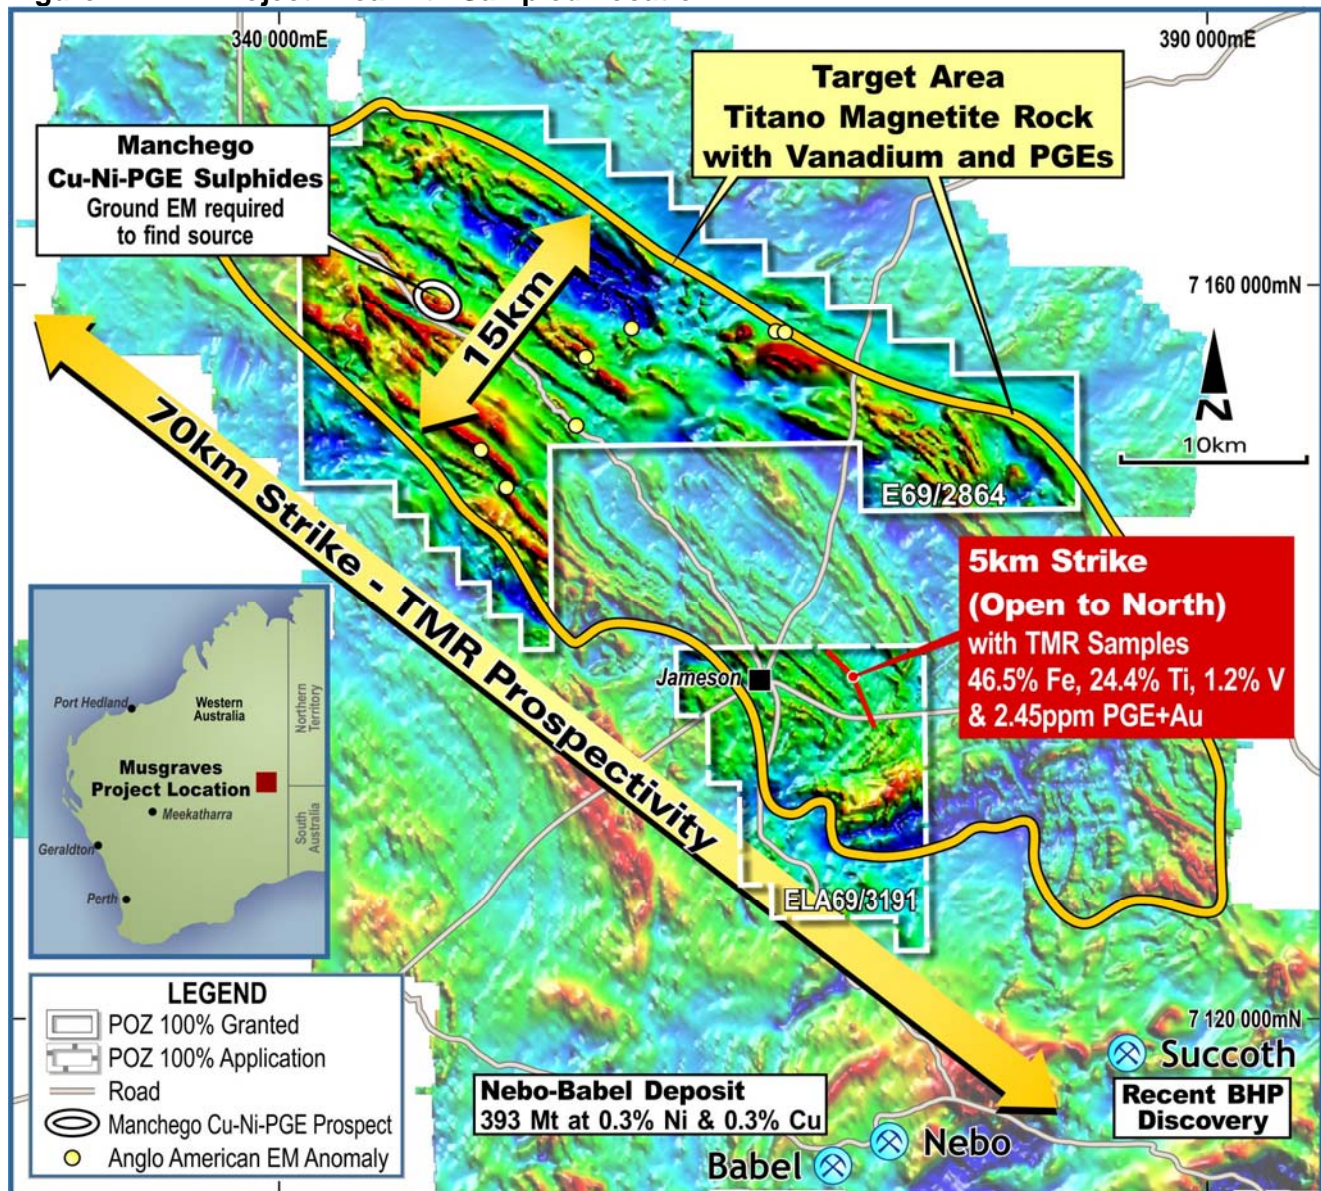 340 000mE
390 000mE
Target Area
Titano Magnetite Rock
with Vanadium and PGEs
Manchego
Cu-Ni-PGE Sulphides
Ground EM required
to find source
7 160 000mN
15km
N
10km
70km Strike - TMR Prospectivity
E69/2864
5km Strike
(Open to North)
with TMR Samples
46.5% Fe, 24.4% Ti, 1.2% V
& 2.45ppm PGE+Au
Jameson
Port Hedland
Western
Australia
Northern
Territory
Musgraves
Project Location
Meekatharra
South
Australia
Geraldton
Perth
ELA69/3191
LEGEND
POZ 100% Granted
POZ 100% Application
Road
Manchego Cu-Ni-PGE Prospect
Anglo American EM Anomaly
7 120 000mN
Succoth
Recent BHP
Discovery
Nebo-Babel Deposit
393 Mt at 0.3% Ni & 0.3% Cu
Nebo
Babel